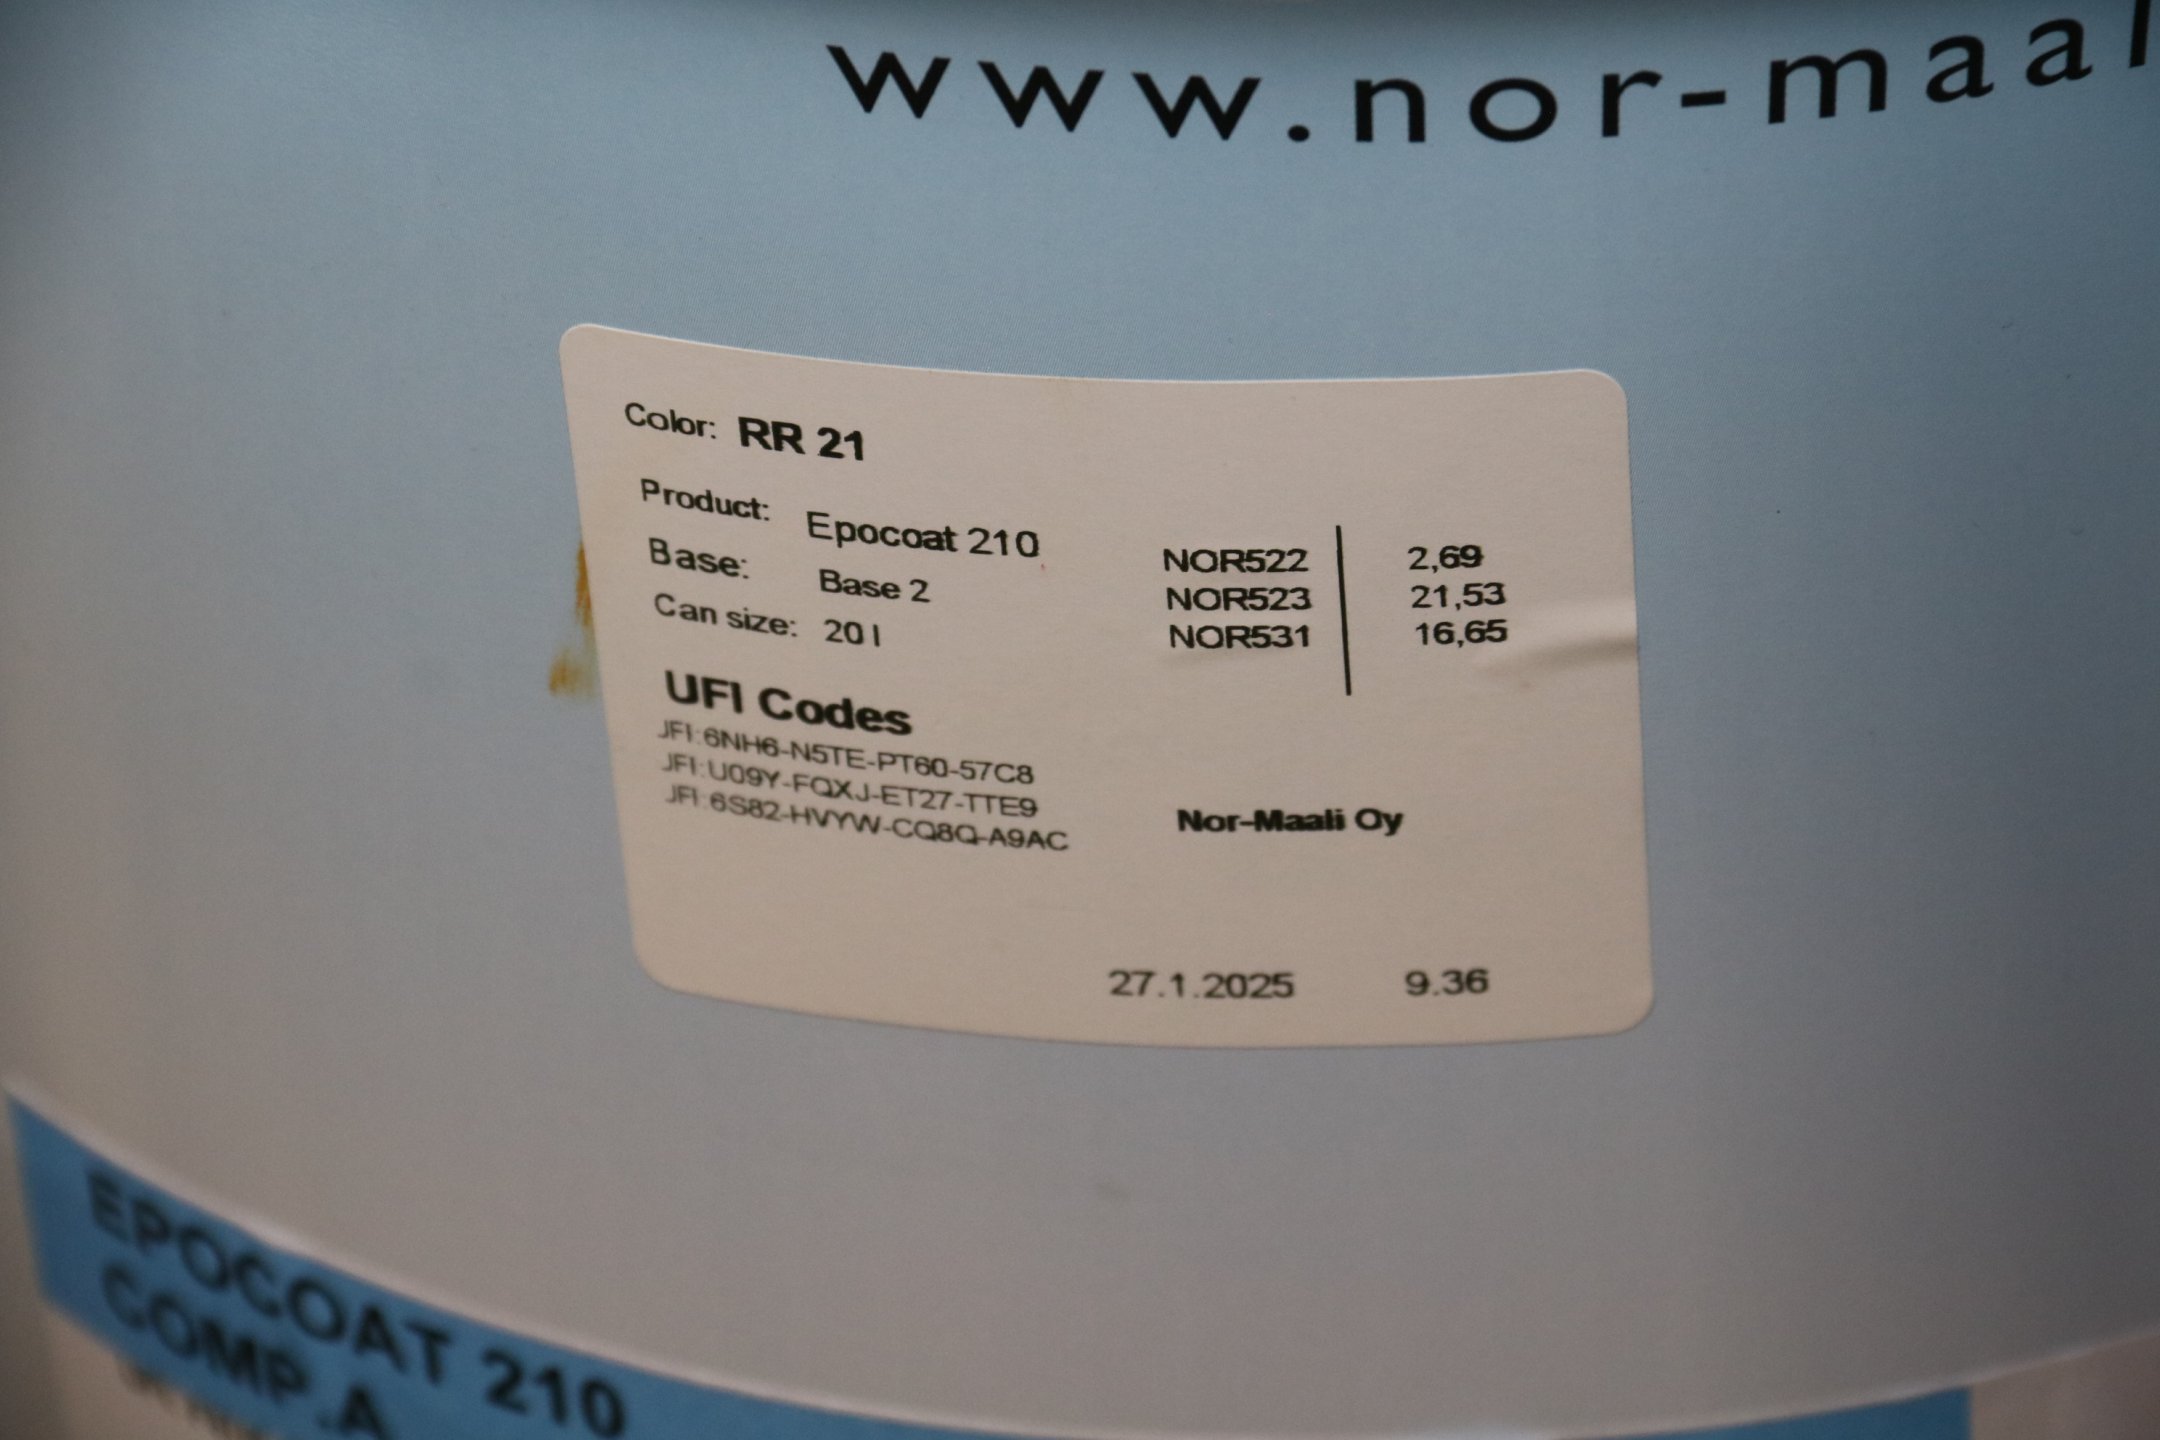 www.nor-maal
Color: RR 21
Product: Epocoat 210
Base: Base 2
Can size: 20 l
NOR522 2,69
NOR523 21,53
NOR531 16,65
UFI Codes
JFI:6NH6-N5TE-PT60-57C8
JFI:U09Y-FQXJ-ET27-TTE9
JFI:6S82-HVYW-CQ8Q-A9AC
Nor-Maali Oy
27.1.2025 9.36
EPOCOAT 210
COMP.A